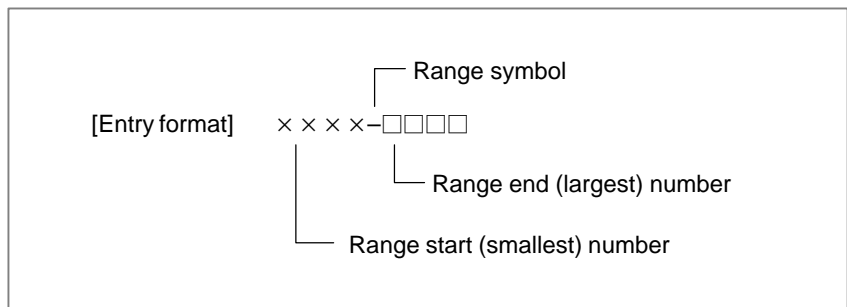 Range symbol
[Entry format] ××××–□□□□
Range end (largest) number
Range start (smallest) number